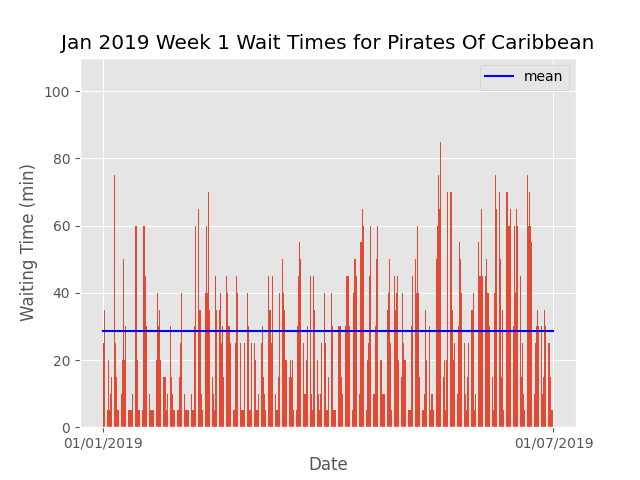 Jan 2019 Week 1 Wait Times for Pirates Of Caribbean
mean
100
80
60
40
20
0
Waiting Time (min)
01/01/2019
01/07/2019
Date